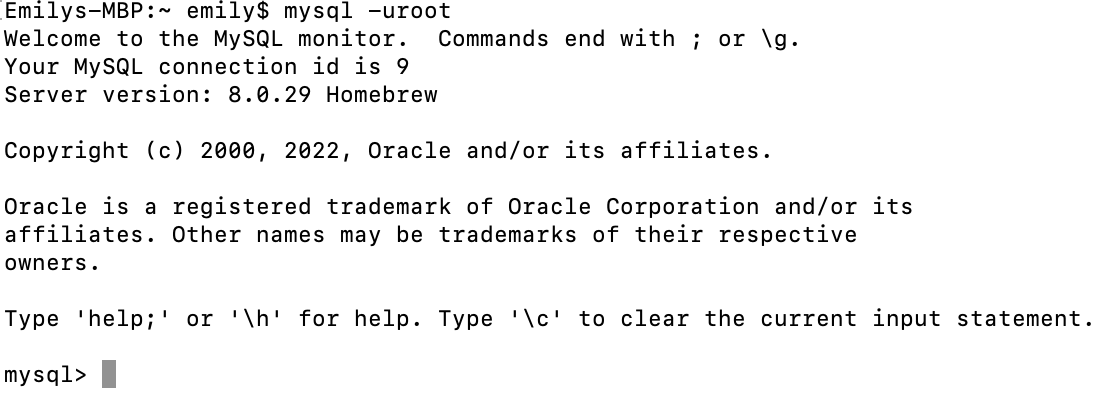 Emilys-MBP:~ emily$ mysql -uroot
Welcome to the MySQL monitor.  Commands end with ; or \g.
Your MySQL connection id is 9
Server version: 8.0.29 Homebrew
Copyright (c) 2000, 2022, Oracle and/or its affiliates.
Oracle is a registered trademark of Oracle Corporation and/or its
affiliates. Other names may be trademarks of their respective
owners.
Type 'help;' or '\h' for help. Type '\c' to clear the current input statement.
mysql>